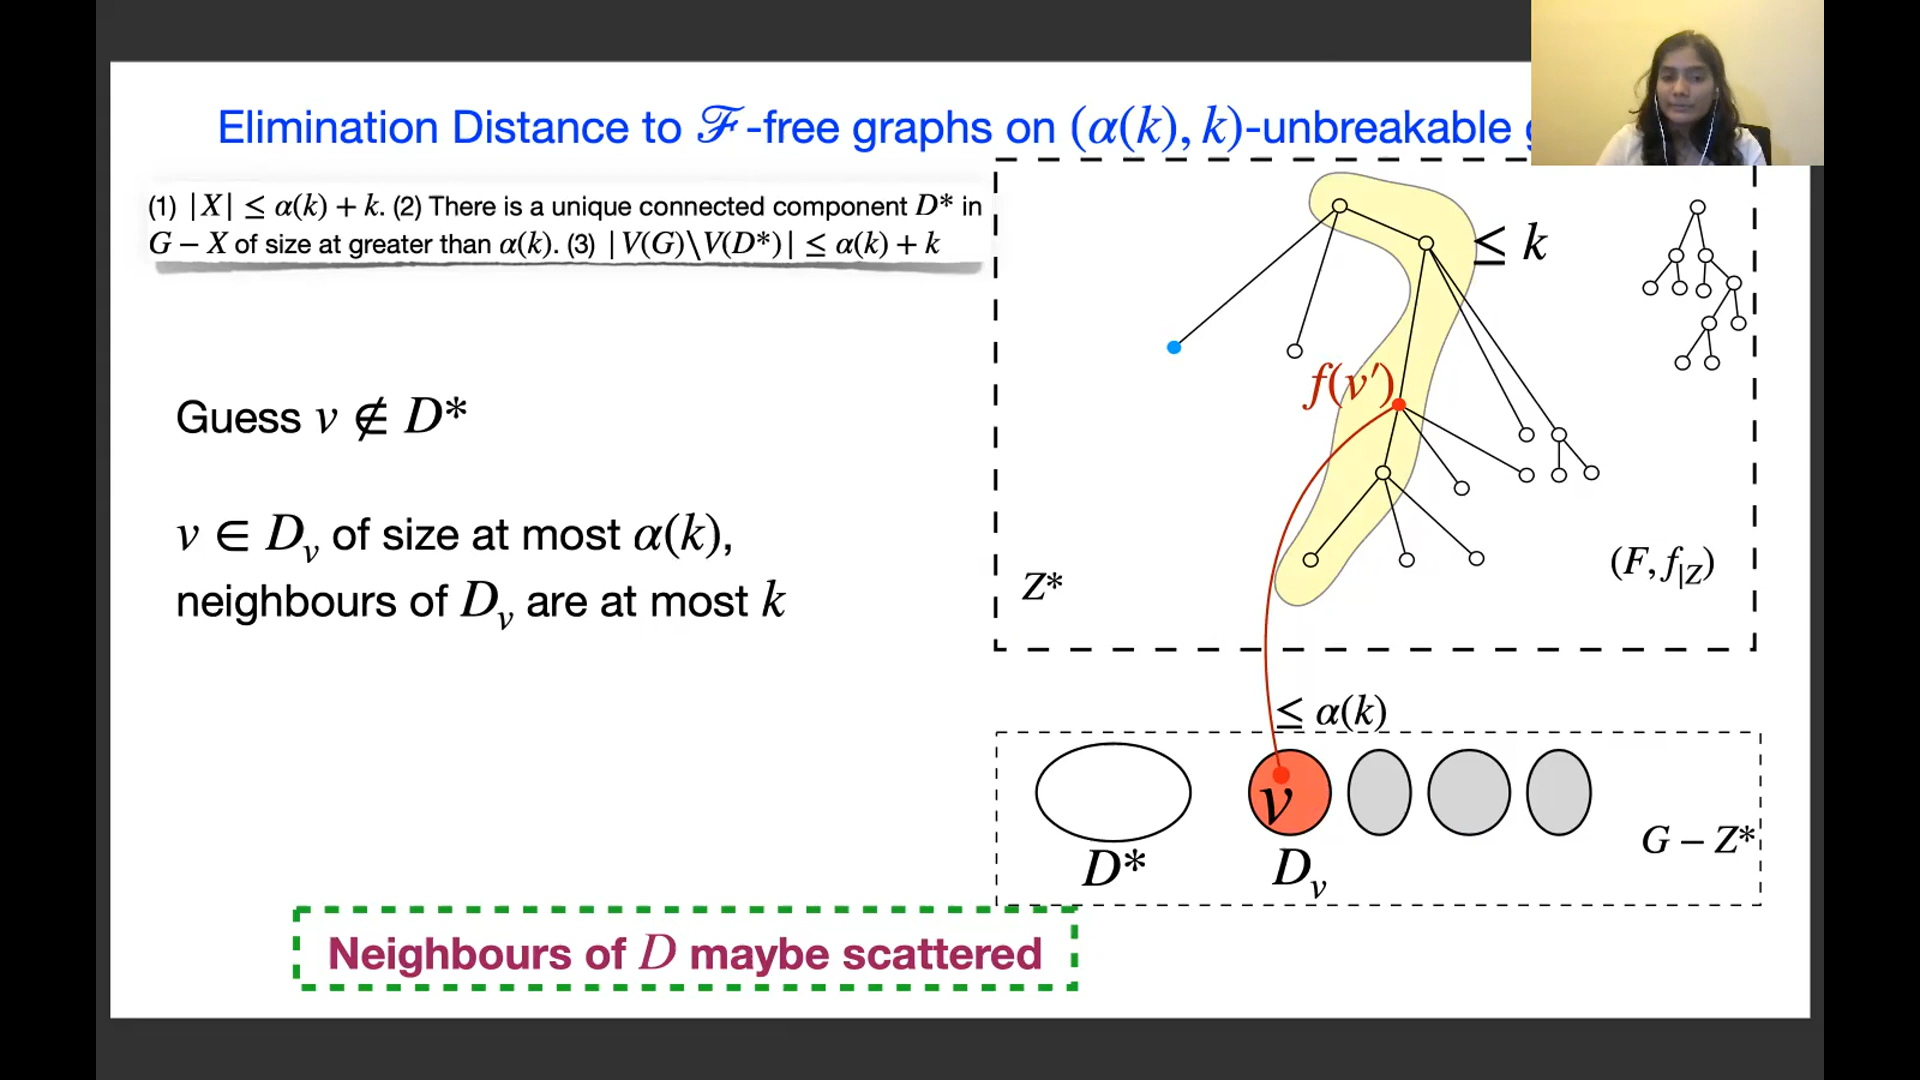 Elimination Distance to ℱ-free graphs on (α(k), k)-unbreakable
(1) |X| ≤ α(k) + k. (2) There is a unique connected component D* in
G − X of size at greater than α(k). (3) |V(G)\V(D*)| ≤ α(k) + k
≤ k
f(v′)
Guess v ∉ D*
v ∈ D_v of size at most α(k),
neighbours of D_v are at most k
Z*
(F, f_|Z)
≤ α(k)
v
G − Z*
D*
D_v
Neighbours of D maybe scattered